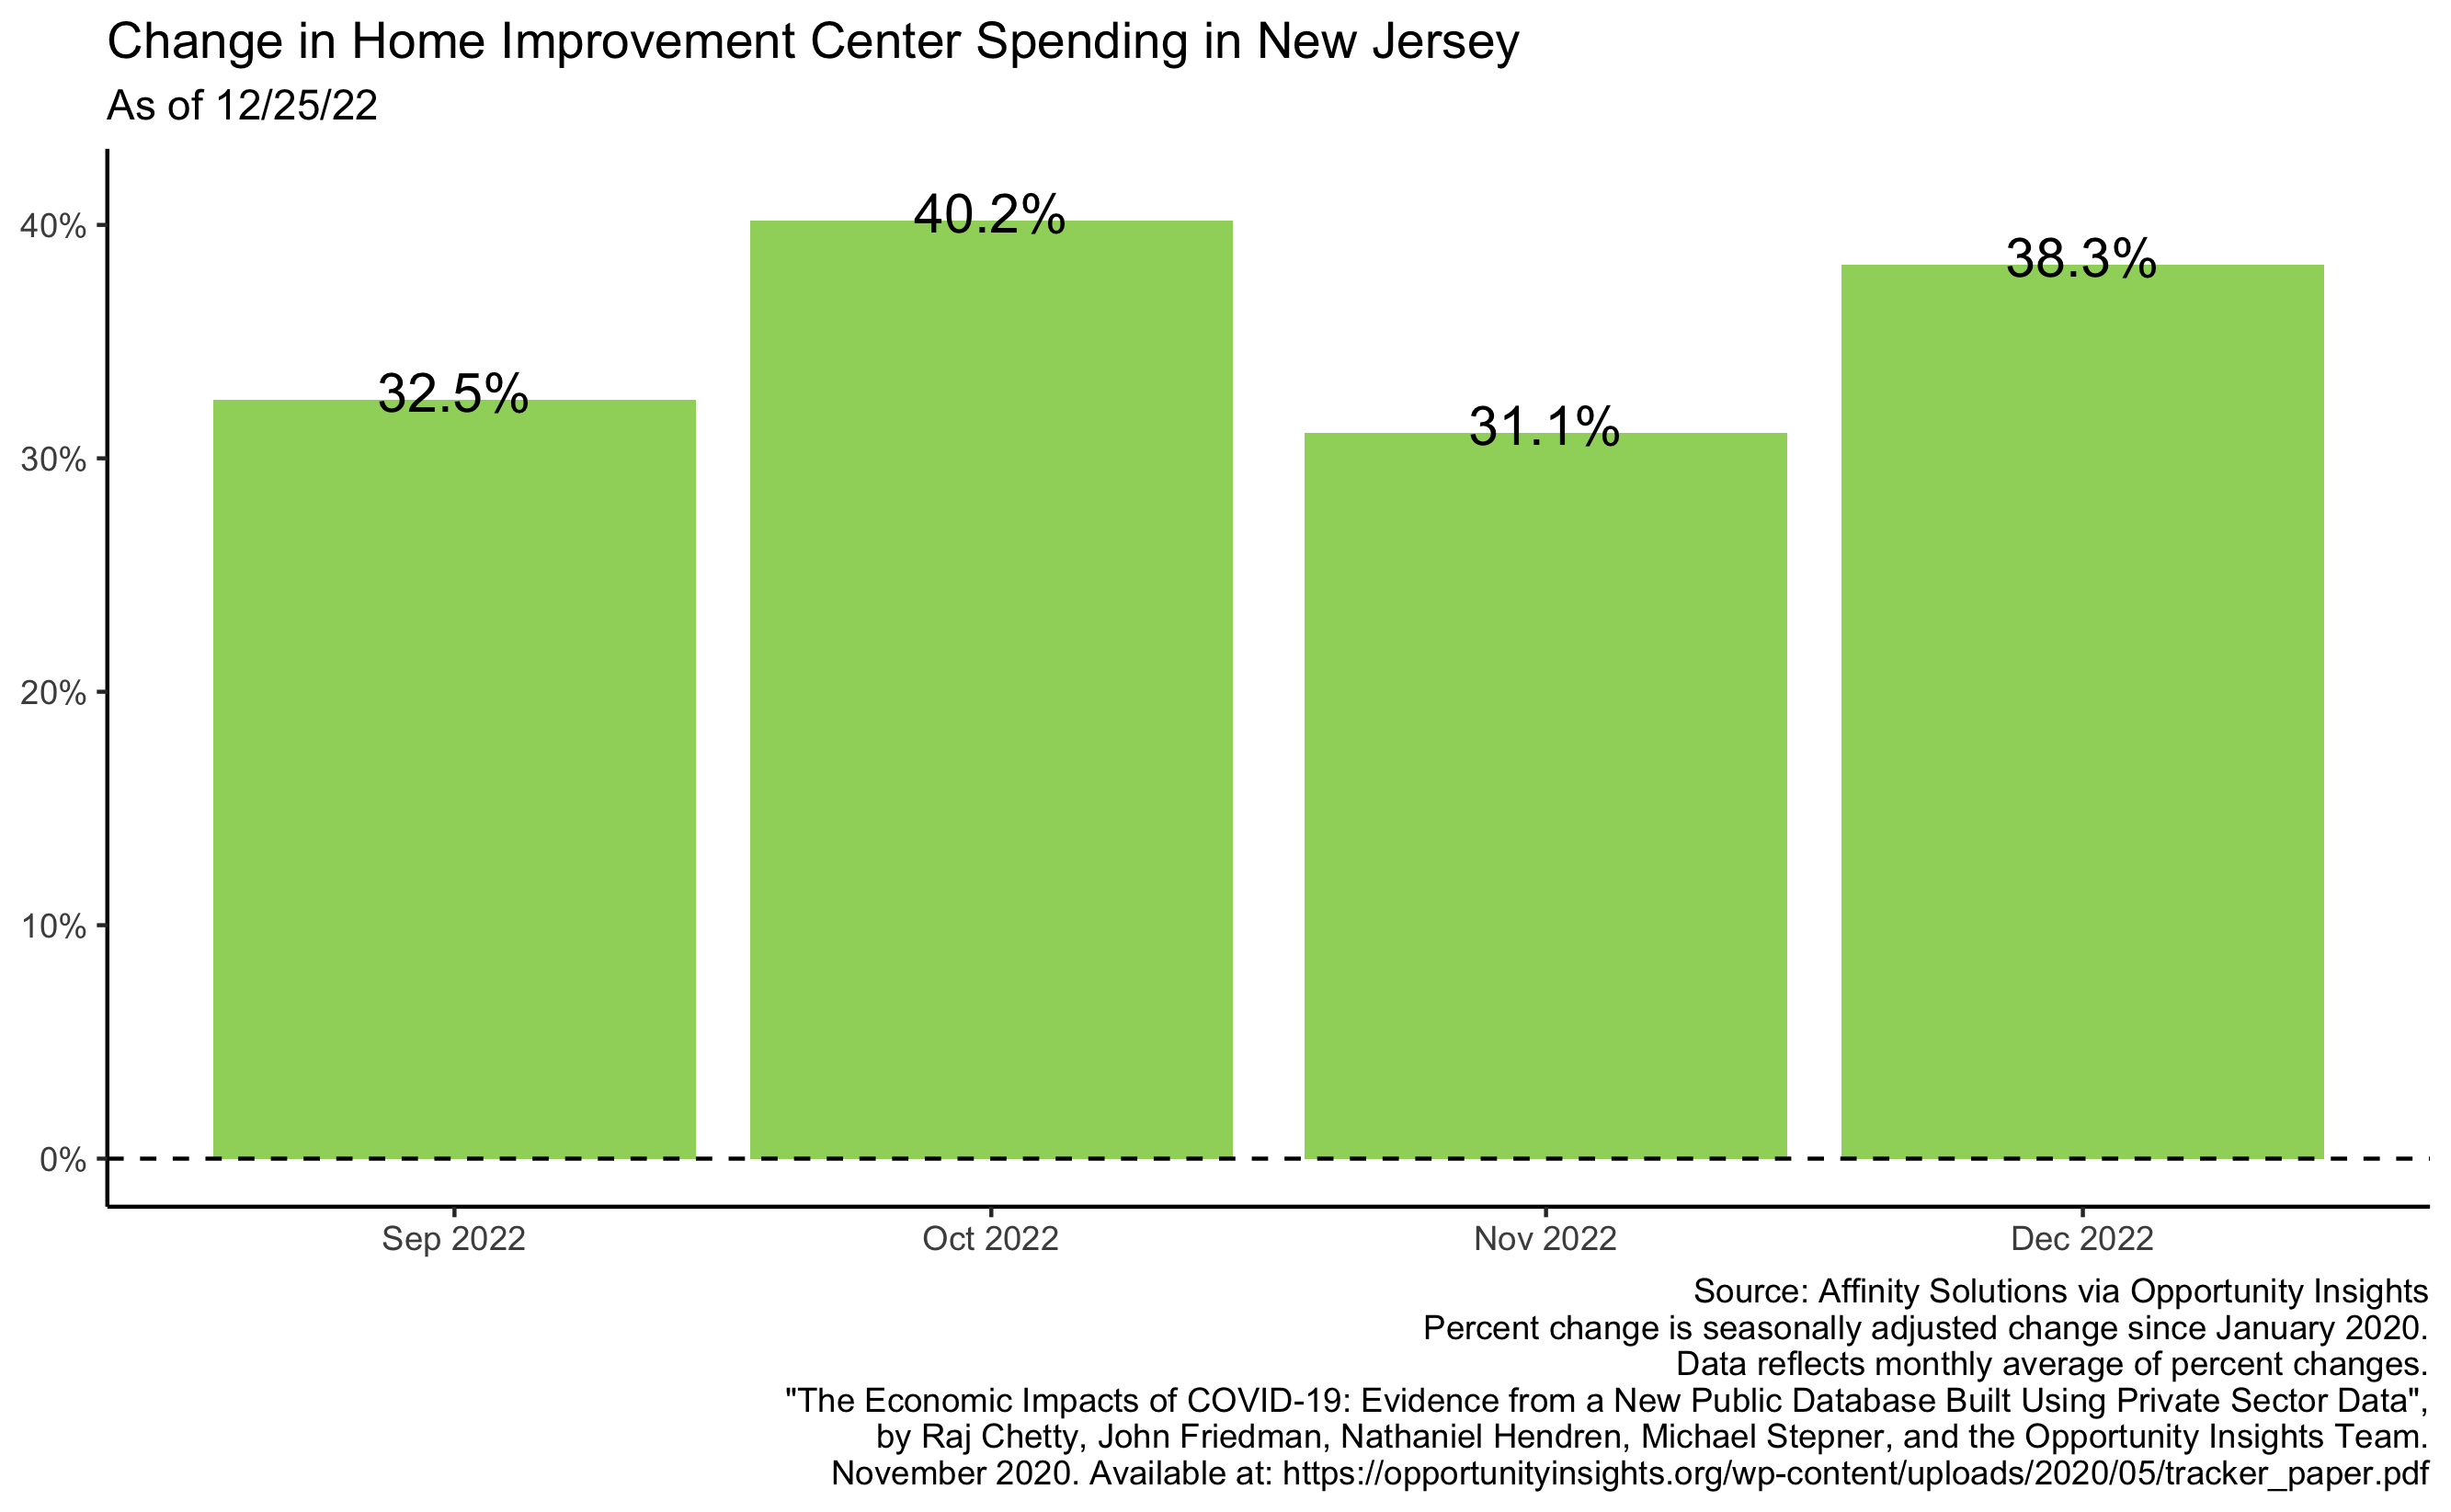 Change in Home Improvement Center Spending in New Jersey
As of 12/25/22
40%
30%
20%
10%
0%
32.5%
40.2%
31.1%
38.3%
Sep 2022
Oct 2022
Nov 2022
Dec 2022
Source: Affinity Solutions via Opportunity Insights
Percent change is seasonally adjusted change since January 2020.
Data reflects monthly average of percent changes.
"The Economic Impacts of COVID-19: Evidence from a New Public Database Built Using Private Sector Data",
by Raj Chetty, John Friedman, Nathaniel Hendren, Michael Stepner, and the Opportunity Insights Team.
November 2020. Available at: https://opportunityinsights.org/wp-content/uploads/2020/05/tracker_paper.pdf